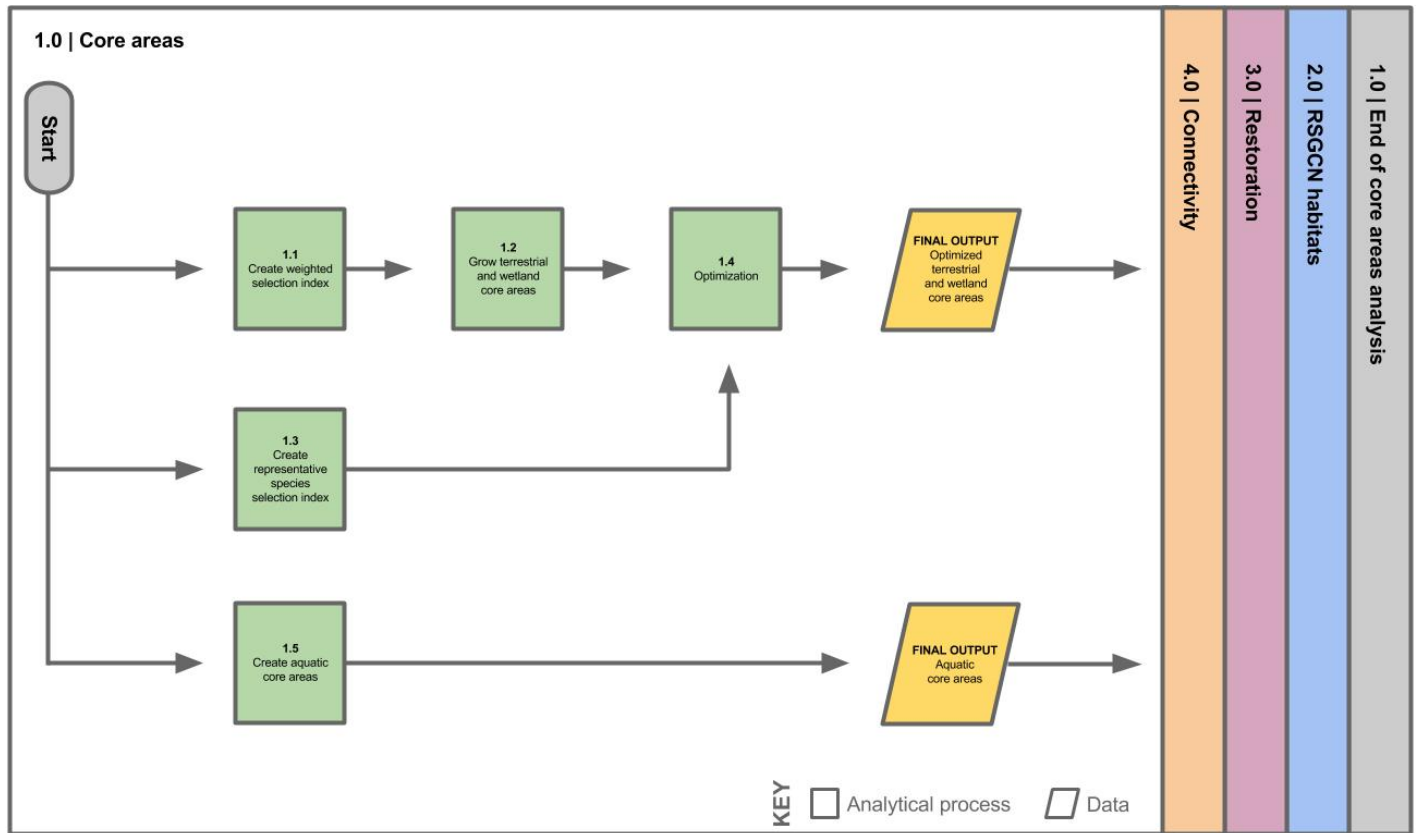 1.0 | Core areas
Start
1.1
Create weighted
selection index
1.2
Grow terrestrial
and wetland
core areas
1.4
Optimization
FINAL OUTPUT
Optimized
terrestrial
and wetland
core areas
1.3
Create
representative
species
selection index
1.5
Create aquatic
core areas
FINAL OUTPUT
Aquatic
core areas
KEY
Analytical process
Data
4.0 | Connectivity
3.0 | Restoration
2.0 | RSGCN habitats
1.0 | End of core areas analysis